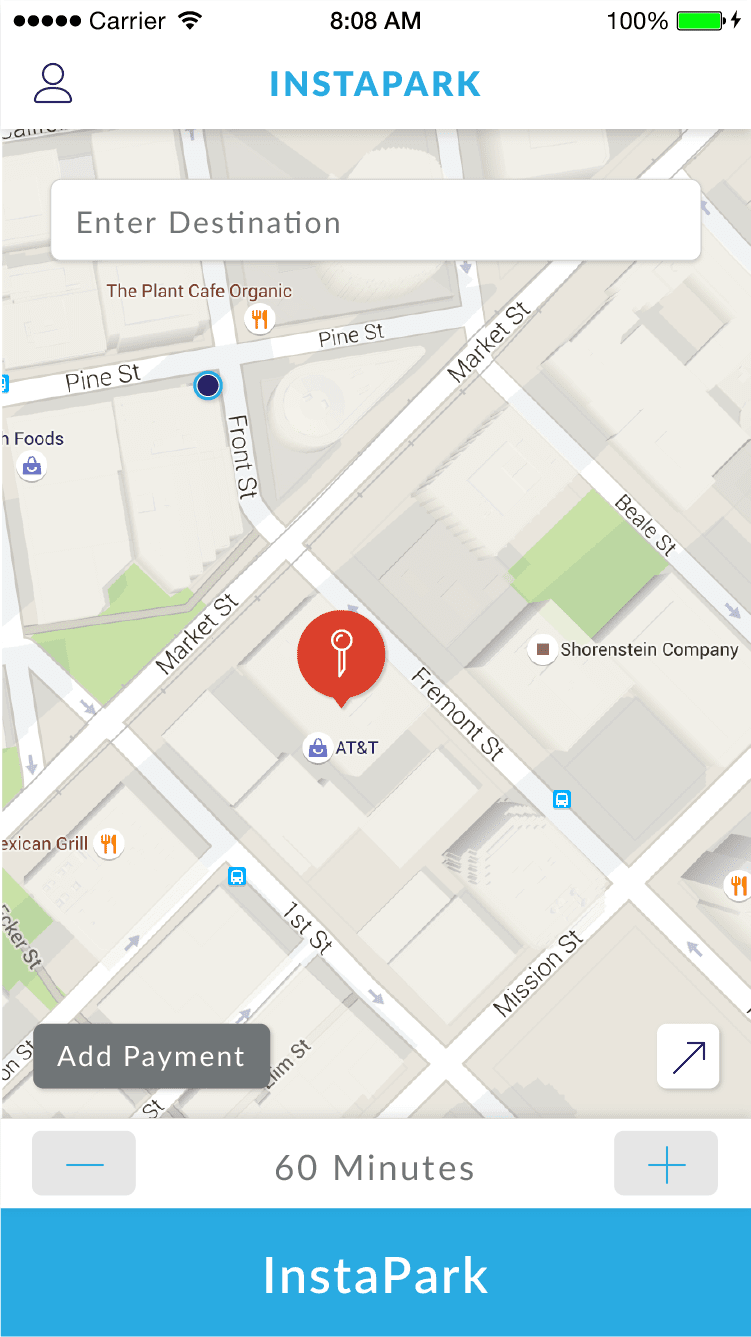 Carrier 8:08 AM 100%
INSTAPARK
Enter Destination
The Plant Cafe Organic
Pine St
Market St
Pine St
Foods
Front St
Beale St
Market St
Shorenstein Company
Fremont St
AT&T
Grill
1st St
Mission St
Add Payment
St
St
St
60 Minutes
InstaPark